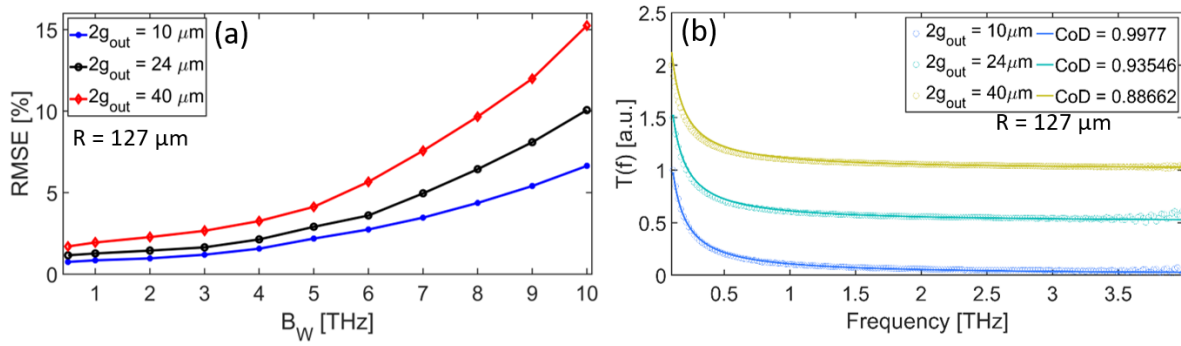 (a)
2g_out = 10 μm
2g_out = 24 μm
2g_out = 40 μm
R = 127 μm
RMSE [%]
15
10
5
0
1 2 3 4 5 6 7 8 9 10
B_W [THz]
(b)
2g_out = 10μm CoD = 0.9977
2g_out = 24μm CoD = 0.93546
2g_out = 40μm CoD = 0.88662
R = 127 μm
T(f) [a.u.]
2.5
2
1.5
1
0.5
0
0.5 1 1.5 2 2.5 3 3.5
Frequency [THz]